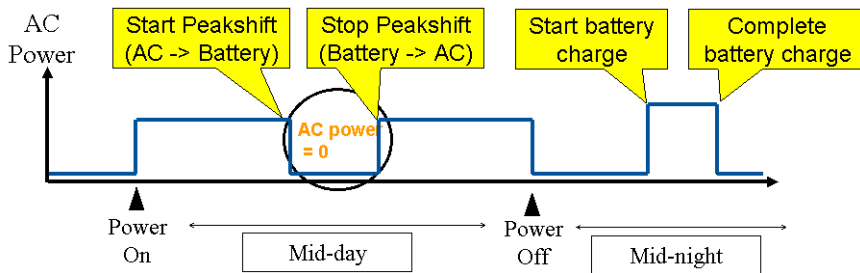 AC
Power
Start Peakshift
(AC -> Battery)
Stop Peakshift
(Battery -> AC)
Start battery
charge
Complete
battery charge
AC power
= 0
Power
On
Mid-day
Power
Off
Mid-night